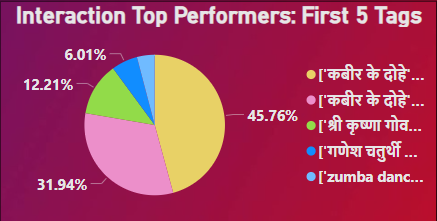 Interaction Top Performers: First 5 Tags
6.01%
12.21%
31.94%
45.76%
['कबीर के दोहे'...
['कबीर के दोहे'...
['श्री कृष्णा गोव...
['गणेश चतुर्थी ...
['zumba danc...